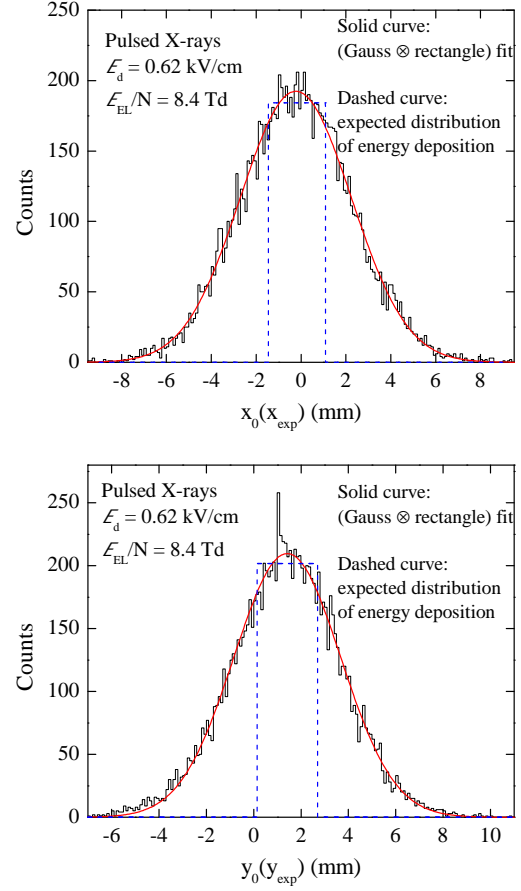 250
200
150
100
50
0
Counts
Pulsed X-rays
E_d = 0.62 kV/cm
E_EL/N = 8.4 Td
Solid curve:
(Gauss ⊗ rectangle) fit
Dashed curve:
expected distribution
of energy deposition
-8 -6 -4 -2 0 2 4 6 8
x_0(x_exp) (mm)
250
200
150
100
50
0
Counts
Pulsed X-rays
E_d = 0.62 kV/cm
E_EL/N = 8.4 Td
Solid curve:
(Gauss ⊗ rectangle) fit
Dashed curve:
expected distribution
of energy deposition
-6 -4 -2 0 2 4 6 8 10
y_0(y_exp) (mm)